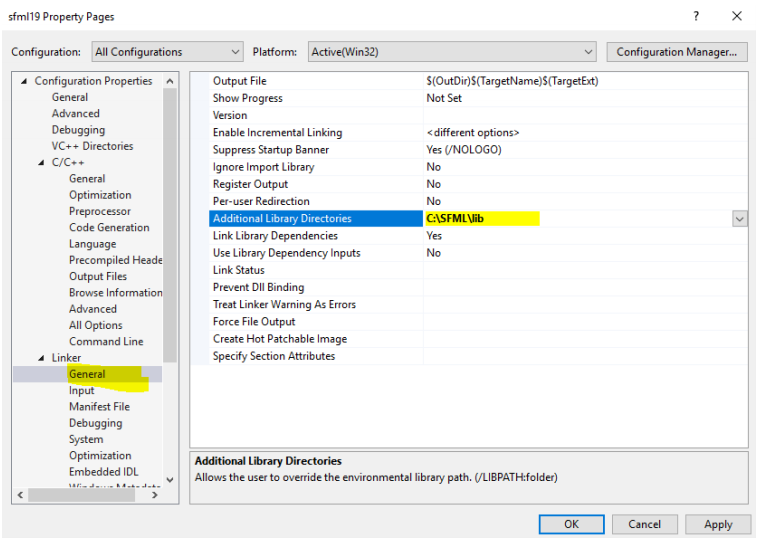 sfml19 Property Pages ? ×
Configuration: All Configurations Platform: Active(Win32) Configuration Manager...
Configuration Properties
General
Advanced
Debugging
VC++ Directories
C/C++
General
Optimization
Preprocessor
Code Generation
Language
Precompiled Heade
Output Files
Browse Information
Advanced
All Options
Command Line
Linker
General
Input
Manifest File
Debugging
System
Optimization
Embedded IDL
Windows Metadata
Output File $(OutDir)$(TargetName)$(TargetExt)
Show Progress Not Set
Version
Enable Incremental Linking <different options>
Suppress Startup Banner Yes (/NOLOGO)
Ignore Import Library No
Register Output No
Per-user Redirection No
Additional Library Directories C:\SFML\lib
Link Library Dependencies Yes
Use Library Dependency Inputs No
Link Status
Prevent Dll Binding
Treat Linker Warning As Errors
Force File Output
Create Hot Patchable Image
Specify Section Attributes
Additional Library Directories
Allows the user to override the environmental library path. (/LIBPATH:folder)
OK Cancel Apply